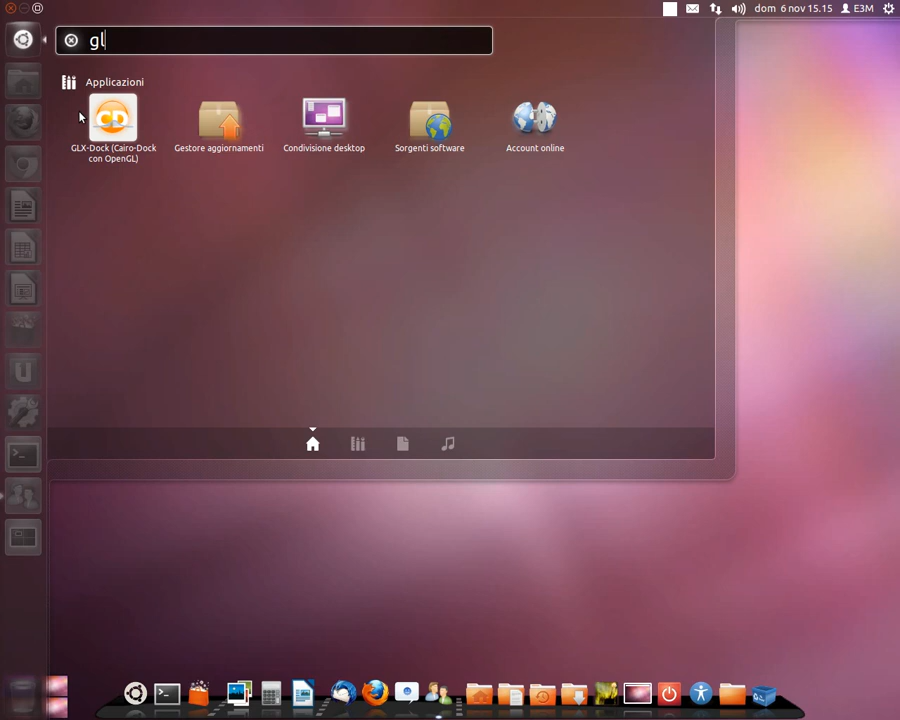 dom 6 nov 15.15 E3M
gl
Applicazioni
CD
GLX-Dock (Cairo-Dock
con OpenGL)
Gestore aggiornamenti
Condivisione desktop
Sorgenti software
Account online